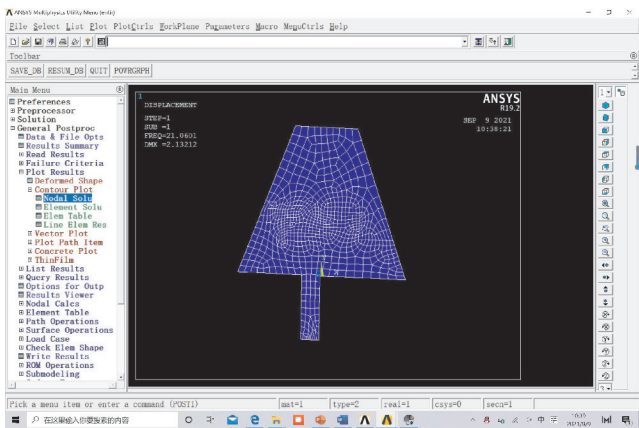 ANSYS Multiphysics Utility Menu (erdni)
File Select List Plot PlotCtrls WorkPlane Parameters Macro MenuCtrls Help
Toolbar
SAVE_DB RESUM_DB QUIT POWRGRPH
Main Menu
Preferences
Preprocessor
Solution
General Postproc
Data & File Opts
Results Summary
Read Results
Failure Criteria
Plot Results
Deformed Shape
Contour Plot
Nodal Solu
Element Solu
Elem Table
Line Elem Res
Vector Plot
Plot Path Item
Concrete Plot
ThinFilm
List Results
Query Results
Options for Outp
Results Viewer
Nodal Calcs
Element Table
Path Operations
Surface Operations
Load Case
Check Elem Shape
Write Results
ROM Operations
Submodeling
1
DISPLACEMENT
STEP=1
SUB =1
FREQ=21.0601
DMX =2.13212
ANSYS
R19.2
SEP 9 2021
10:38:21
1
Pick a menu item or enter a command (POST1)
mat=1
type=2
real=1
csys=0
secn=1
在这里输入你要搜索的内容
中